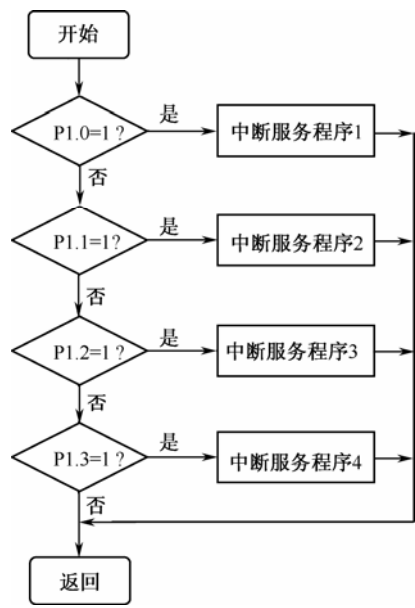 开始
P1.0=1?
是
中断服务程序1
否
P1.1=1?
是
中断服务程序2
否
P1.2=1?
是
中断服务程序3
否
P1.3=1?
是
中断服务程序4
否
返回